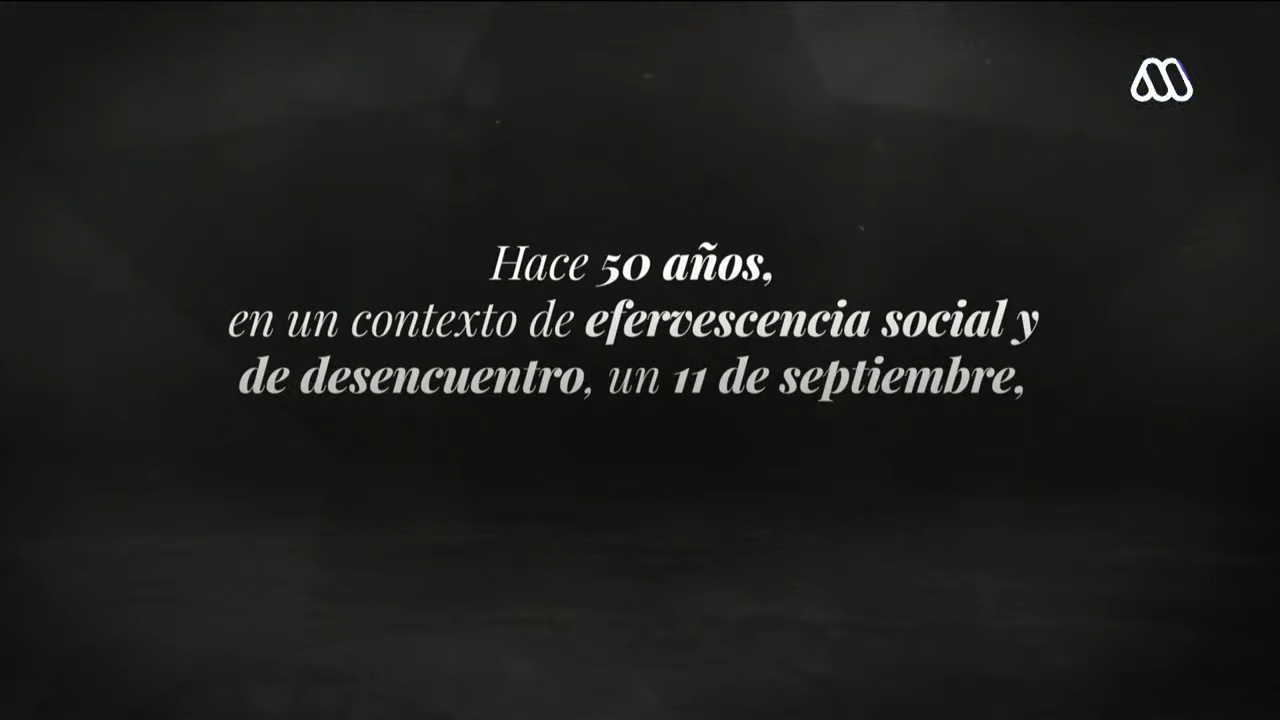 Hace 50 años,
en un contexto de efervescencia social y
de desencuentro, un 11 de septiembre,